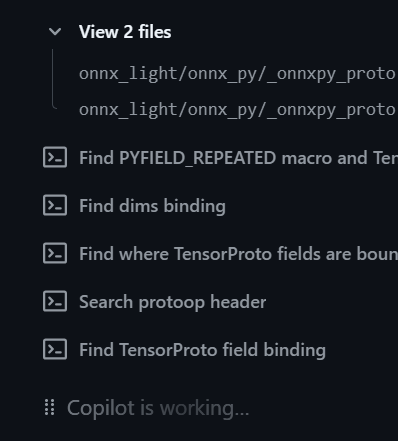 View 2 files
onnx_light/onnx_py/_onnxpy_proto
onnx_light/onnx_py/_onnxpy_proto
Find PYFIELD_REPEATED macro and Ten
Find dims binding
Find where TensorProto fields are boun
Search protoop header
Find TensorProto field binding
Copilot is working...